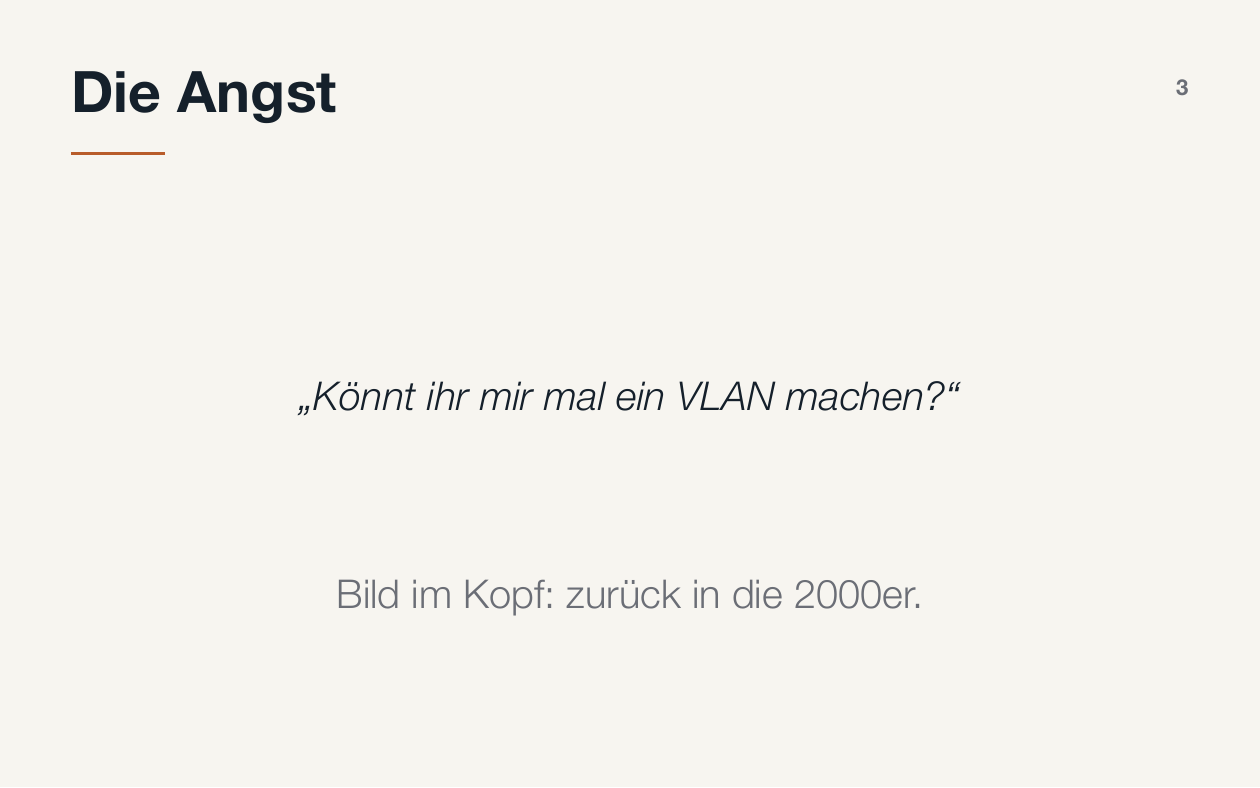 Die Angst
3
„Könnt ihr mir mal ein VLAN machen?“
Bild im Kopf: zurück in die 2000er.